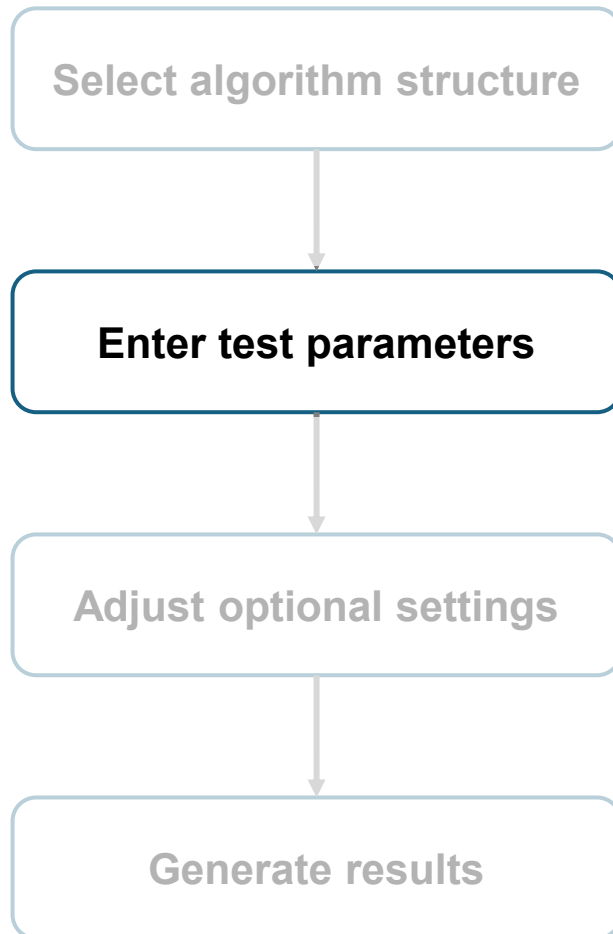 Select algorithm structure
Enter test parameters
Adjust optional settings
Generate results